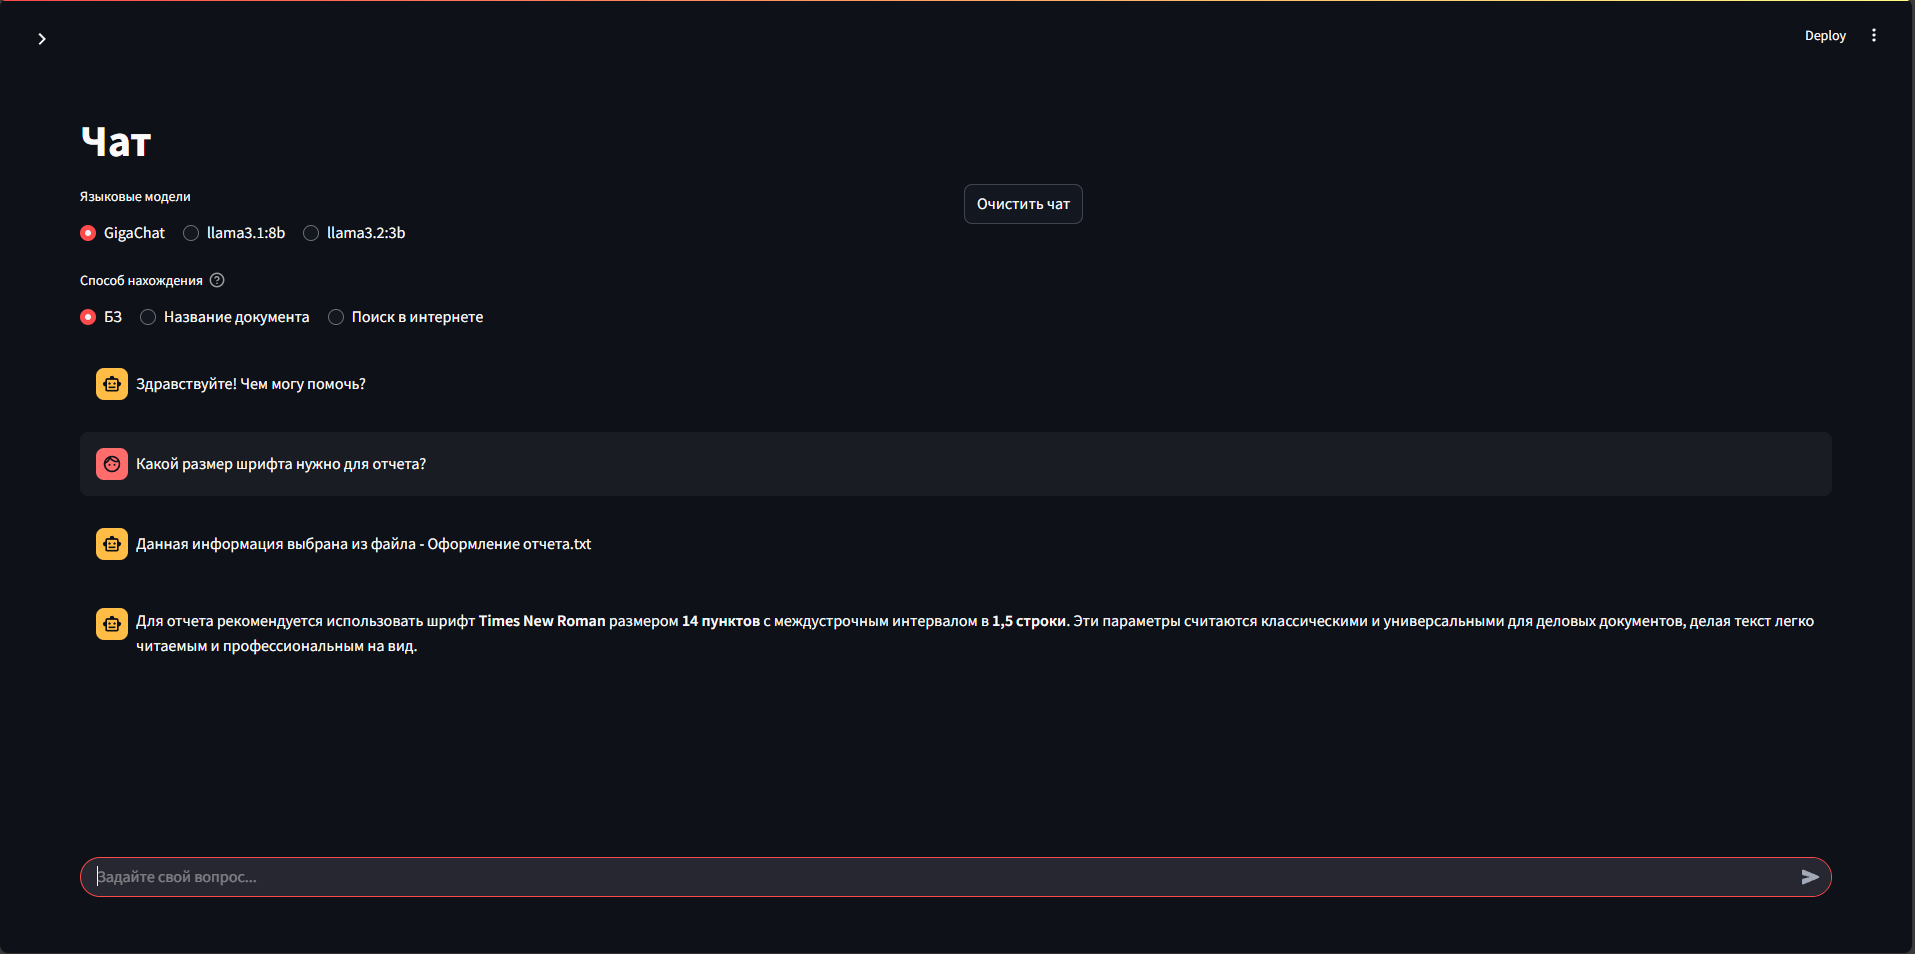 Deploy
Чат
Языковые модели
Очистить чат
GigaChat llama3.1:8b llama3.2:3b
Способ нахождения
БЗ Название документа Поиск в интернете
Здравствуйте! Чем могу помочь?
Какой размер шрифта нужно для отчета?
Данная информация выбрана из файла - Оформление отчета.txt
Для отчета рекомендуется использовать шрифт Times New Roman размером 14 пунктов с междустрочным интервалом в 1,5 строки. Эти параметры считаются классическими и универсальными для деловых документов, делая текст легко
читаемым и профессиональным на вид.
Задайте свой вопрос...